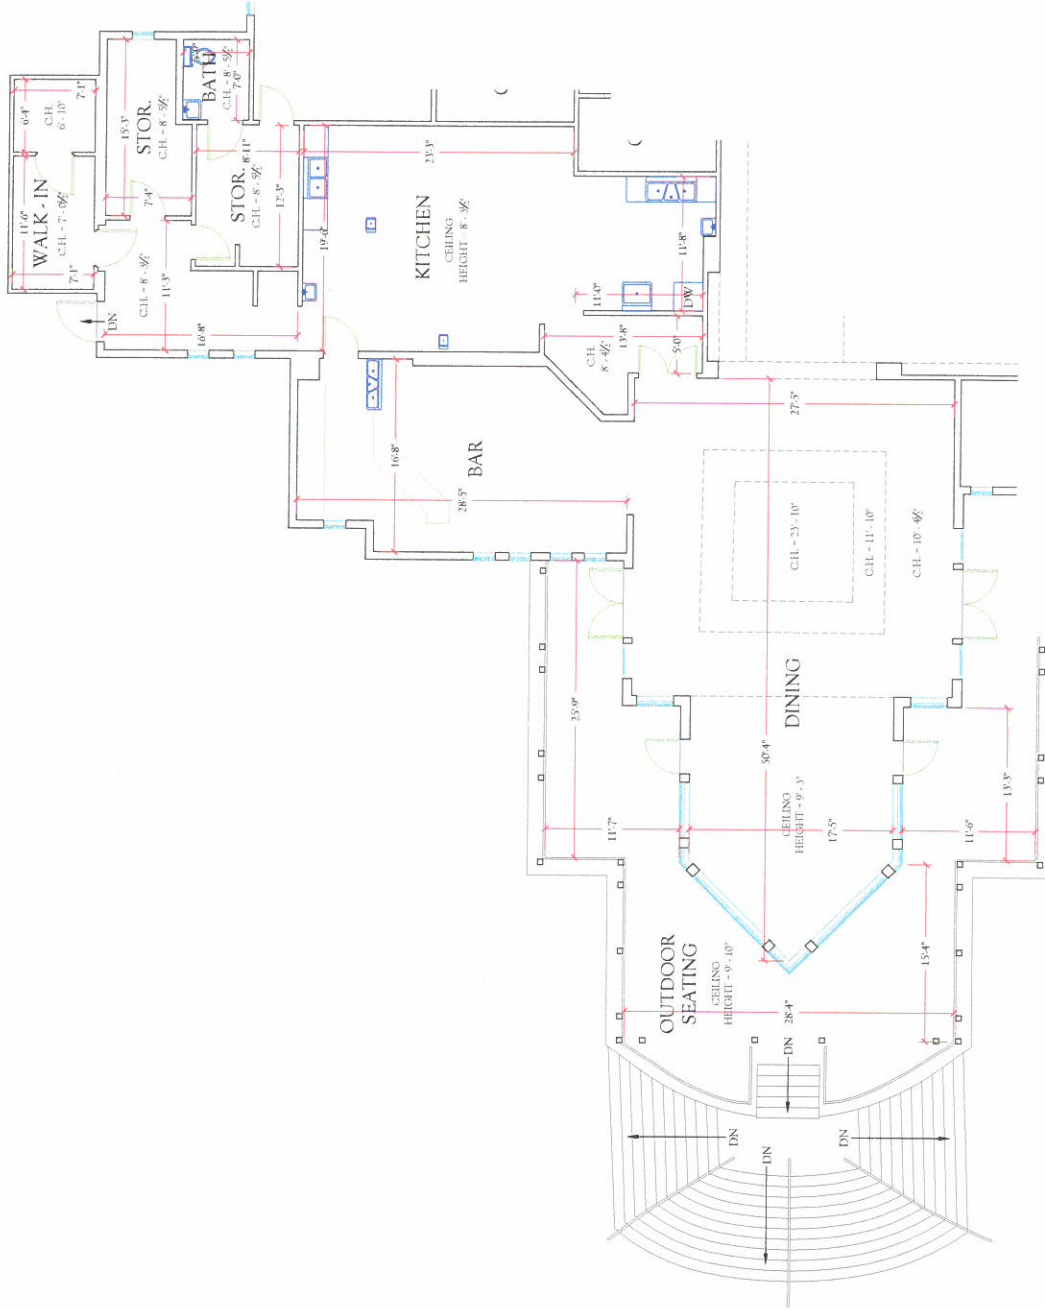 7'-1"
6'-4"
C.H.
6'- 10"
11'-6"
WALK - IN
C.H. - 7' - 0½"
7'-1"
15'-3"
STOR.
C.H. - 8' - 5½"
7'-4"
BATH
C.H. - 8' - 5½"
7'-0"
8'-11"
STOR.
C.H. - 8' - 5½"
12'-3"
C.H. - 8' - 3½"
11'-3"
DN
16'-8"
23'-3"
19'-0"
KITCHEN
CEILING
HEIGHT - 8' - 3½"
11'-8"
11'-0"
DW
C.H.
8'- 4½"
13'-8"
5'-0"
16'-8"
BAR
28'-5"
27'-5"
C.H. = 23'- 10"
C.H. = 11' - 10"
C.H. = 10' -4½"
25'-9"
DINING
50'-4"
CEILING
HEIGHT - 9' - 3"
11'-7"
17'-5"
11'-6"
13'-3"
OUTDOOR
SEATING
CEILING
HEIGHT - 9' - 10"
28'-4"
15'-4"
DN
DN
DN
DN